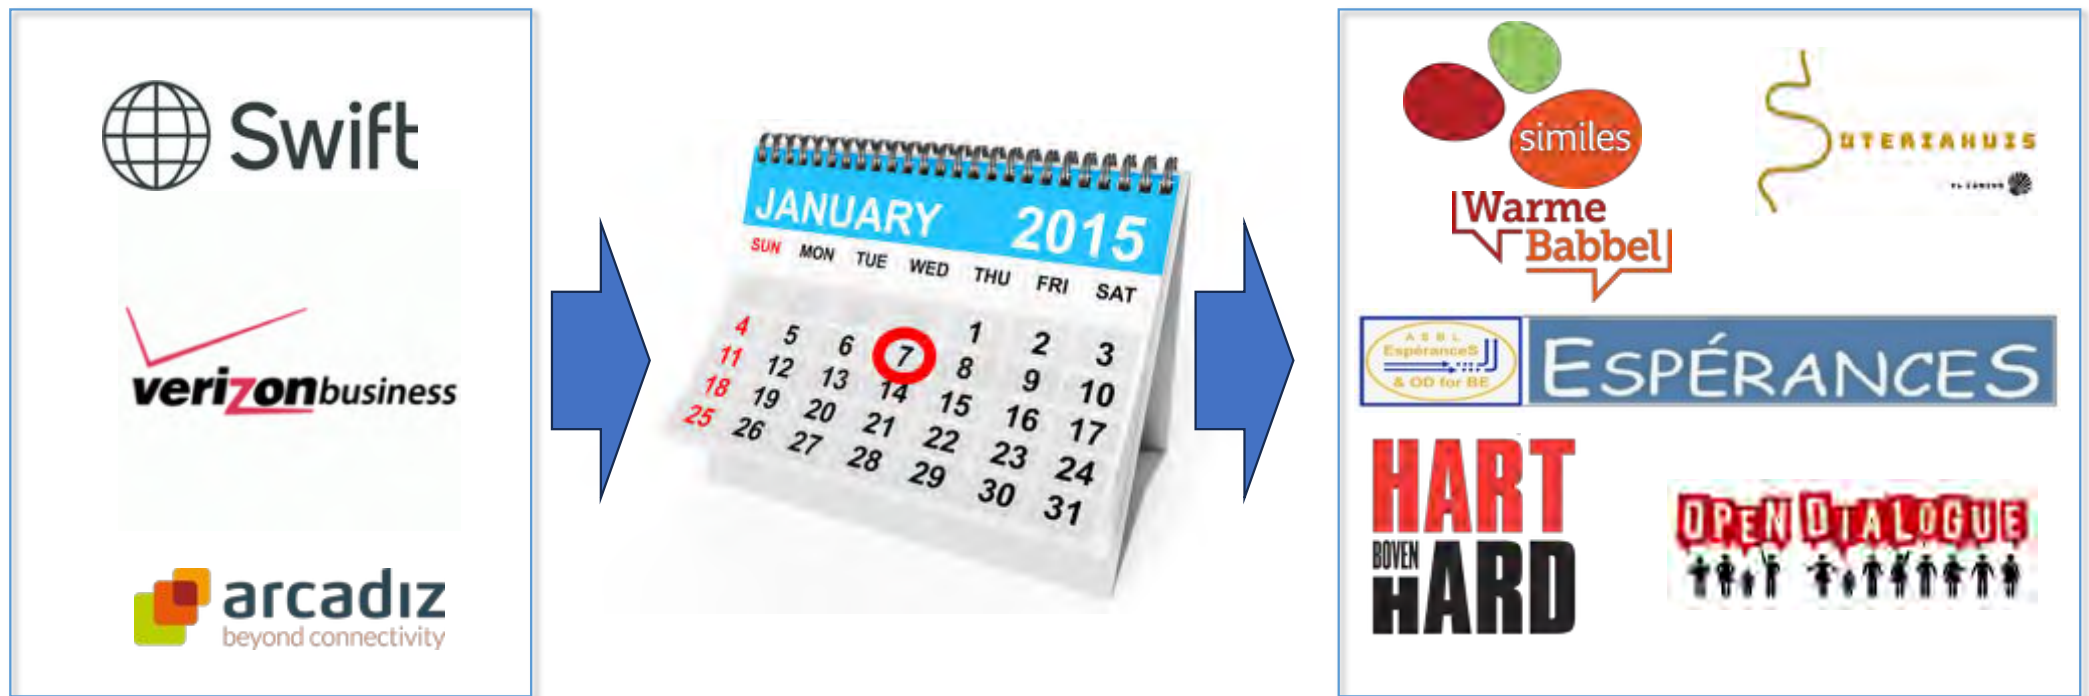 Swift
verizonbusiness
arcadız
beyond connectivity
JANUARY 2015
SUN MON TUE WED THU FRI SAT
1 2 3
4 5 6 7 8 9 10
11 12 13 14 15 16 17
18 19 20 21 22 23 24
25 26 27 28 29 30 31
similes
Warme
Babbel
SUTERIAHUIS
ASBL
EspéranceS
& OD for BE
ESPÉRANCES
HART
BOVEN
HARD
OPEN DIALOGUE